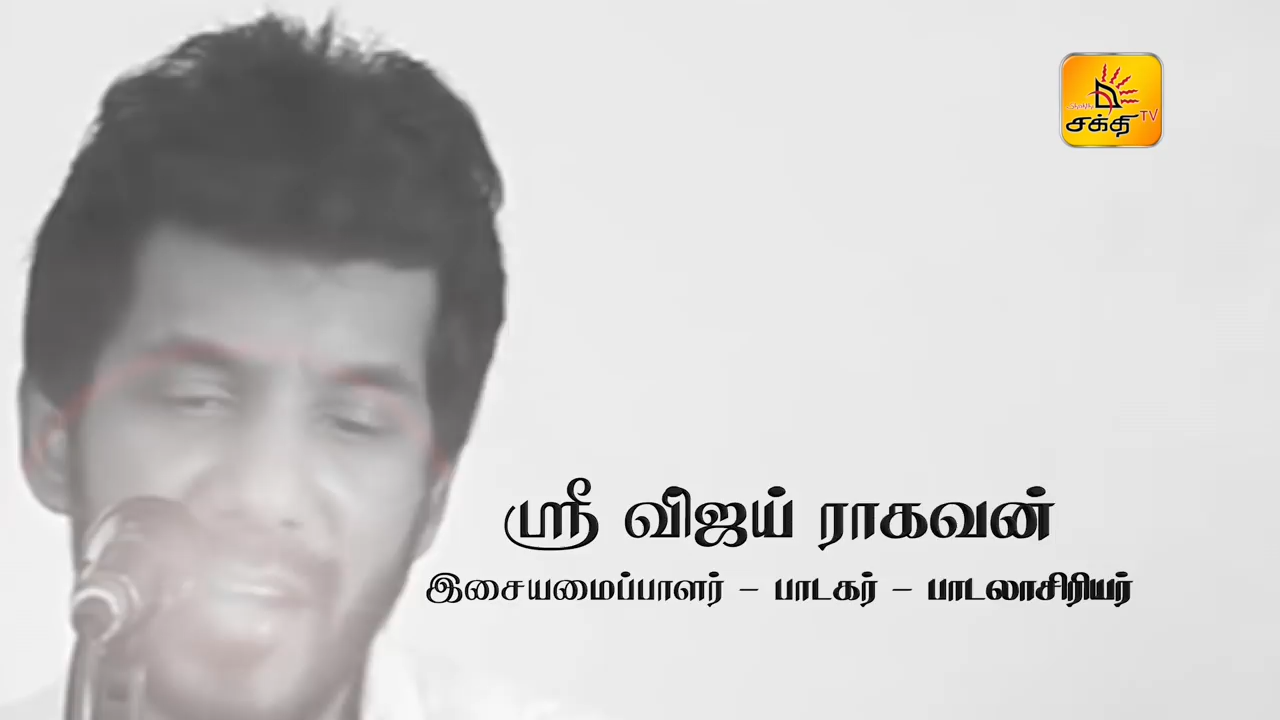 சக்தி TV
ஸ்ரீ விஜய் ராகவன்
இசையமைப்பாளர் – பாடகர் – பாடலாசிரியர்